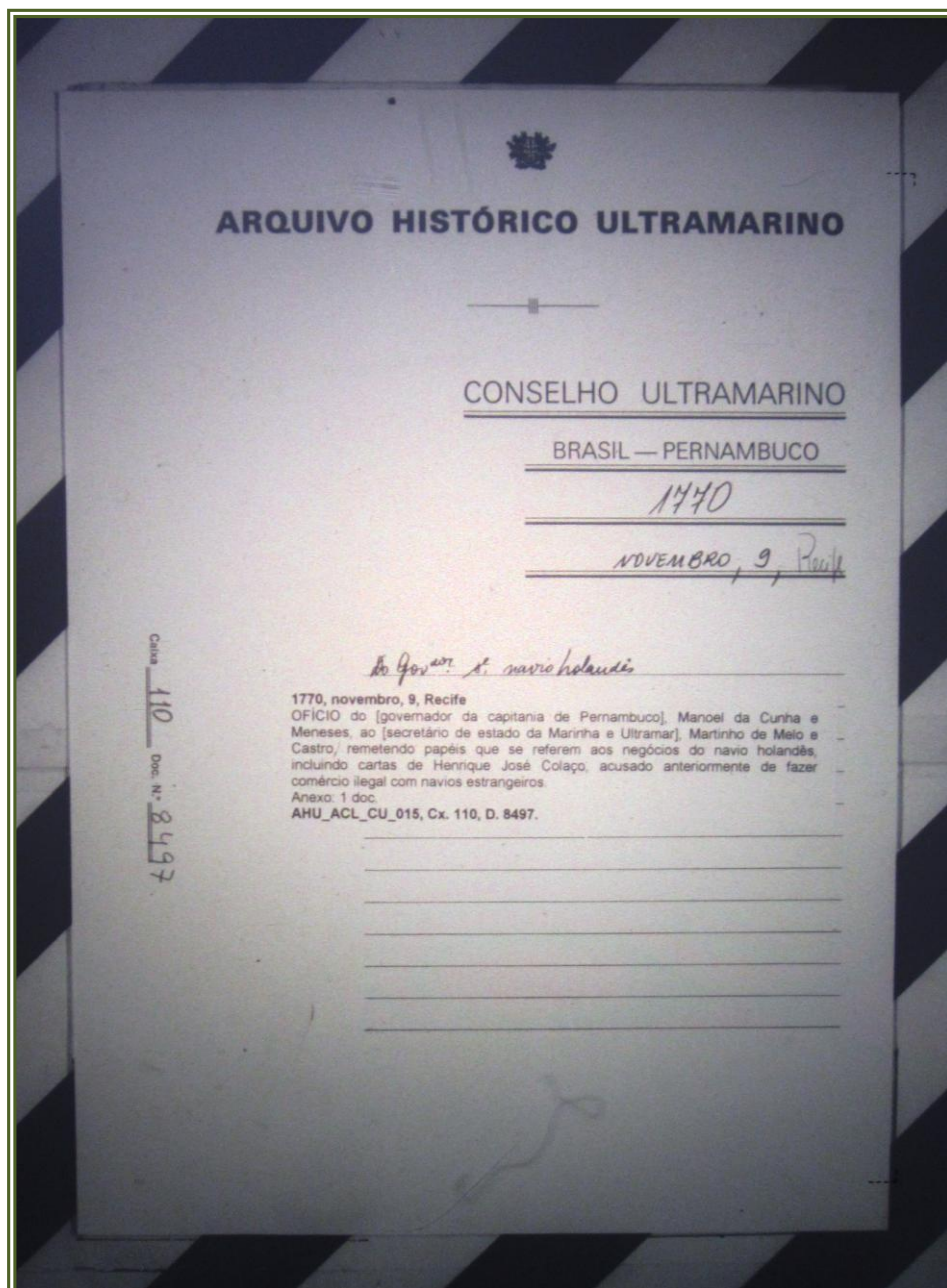 ARQUIVO HISTÓRICO ULTRAMARINO
CONSELHO ULTRAMARINO
BRASIL — PERNAMBUCO
1770
NOVEMBRO, 9, Recife
Do Govdor. sº. navio holandês
1770, novembro, 9, Recife
OFÍCIO do [governador da capitania de Pernambuco], Manoel da Cunha e
Meneses, ao [secretário de estado da Marinha e Ultramar], Martinho de Melo e
Castro, remetendo papéis que se referem aos negócios do navio holandês,
incluindo cartas de Henrique José Colaço, acusado anteriormente de fazer
comércio ilegal com navios estrangeiros.
Anexo: 1 doc.
AHU_ACL_CU_015, Cx. 110, D. 8497.
Caixa 110 Doc. N.º 8497.